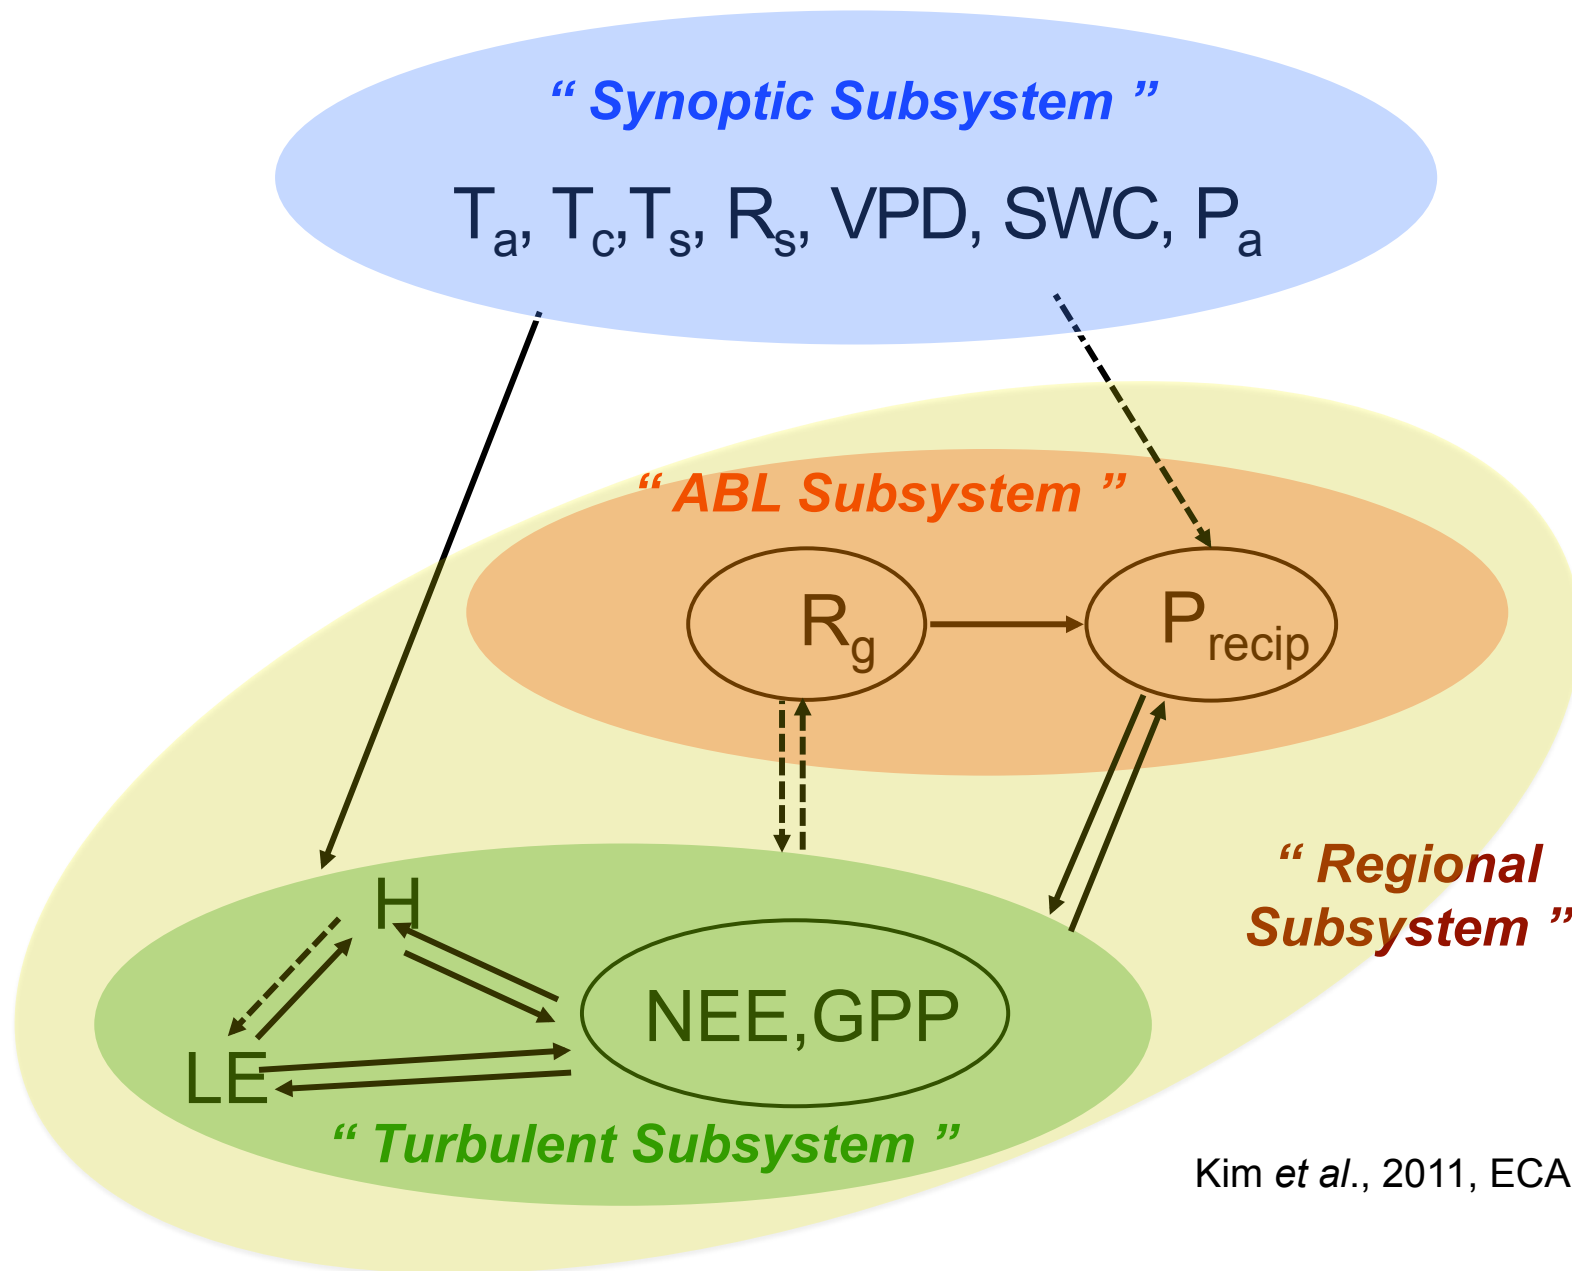 “ Synoptic Subsystem ”
Ta, Tc,Ts, Rs, VPD, SWC, Pa
“ ABL Subsystem ”
Rg
Precip
“ Regional
Subsystem ”
H
NEE,GPP
LE
“ Turbulent Subsystem ”
Kim et al., 2011, ECA